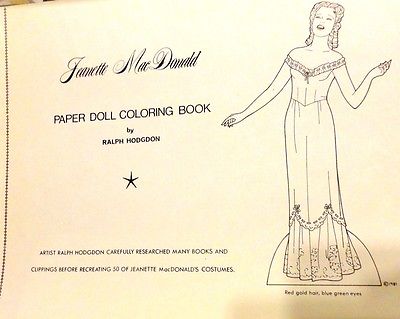 Jeanette MacDonald
PAPER DOLL COLORING BOOK
by
RALPH HODGDON
ARTIST RALPH HODGDON CAREFULLY RESEARCHED MANY BOOKS AND
CLIPPINGS BEFORE RECREATING 50 OF JEANETTE MacDONALD'S COSTUMES.
©1981
Red gold hair, blue green eyes